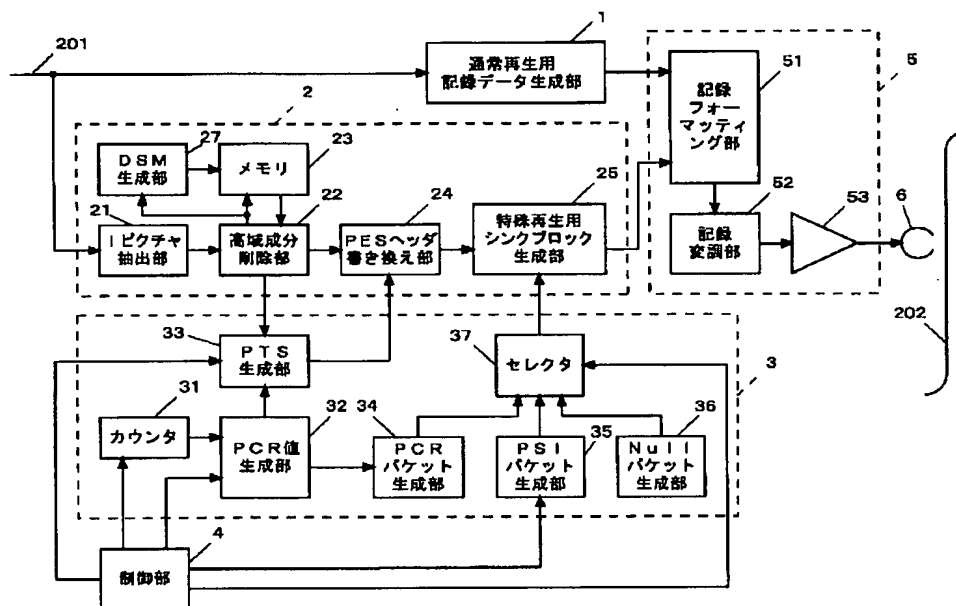 201
1
通常再生用
記録データ生成部
51
5
記録
フォー
マッティ
ング部
2
27
DSM
生成部
23
メモリ
25
21
Iピクチャ
抽出部
22
高域成分
削除部
24
PESヘッダ
書き換え部
特殊再生用
シンクブロック
生成部
52
記録
変調部
53
6
202
33
PTS
生成部
37
セレクタ
3
31
カウンタ
32
PCR値
生成部
34
PCR
パケット
生成部
35
PSI
パケット
生成部
36
Null
パケット
生成部
4
制御部